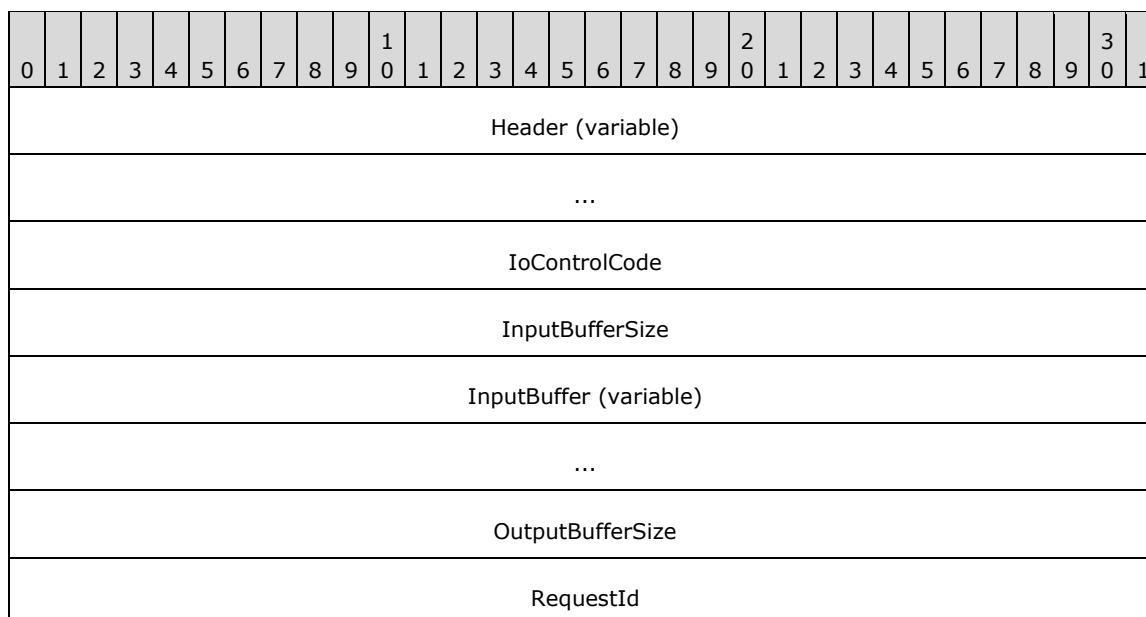 1 2 3
0 1 2 3 4 5 6 7 8 9 0 1 2 3 4 5 6 7 8 9 0 1 2 3 4 5 6 7 8 9 0 1
Header (variable)
...
IoControlCode
InputBufferSize
InputBuffer (variable)
...
OutputBufferSize
RequestId